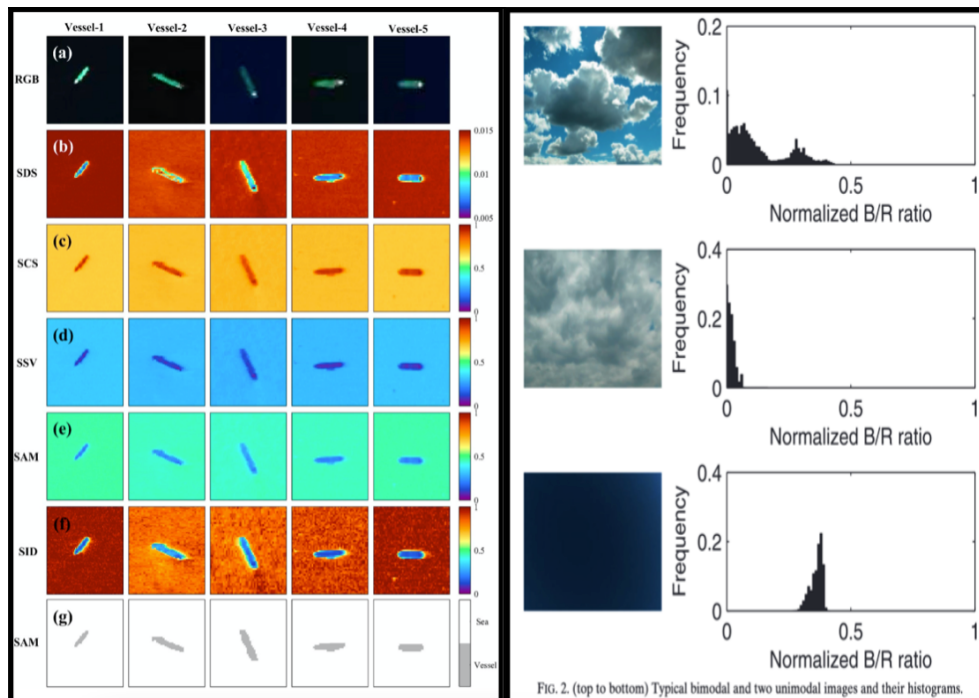 Vessel-1 Vessel-2 Vessel-3 Vessel-4 Vessel-5
(a)
RGB
(b)
SDS
0.015
0.01
0.005
(c)
SCS
1
0.5
0
(d)
SSV
1
0.5
0
(e)
SAM
1
0.5
0
(f)
SID
1
0.5
0
(g)
SAM
Sea
Vessel
0.2
0.1
0
Frequency
0 0.5 1
Normalized B/R ratio
0.4
0.2
0
Frequency
0 0.5 1
Normalized B/R ratio
0.4
0.2
0
Frequency
0 0.5 1
Normalized B/R ratio
FIG. 2. (top to bottom) Typical bimodal and two unimodal images and their histograms.